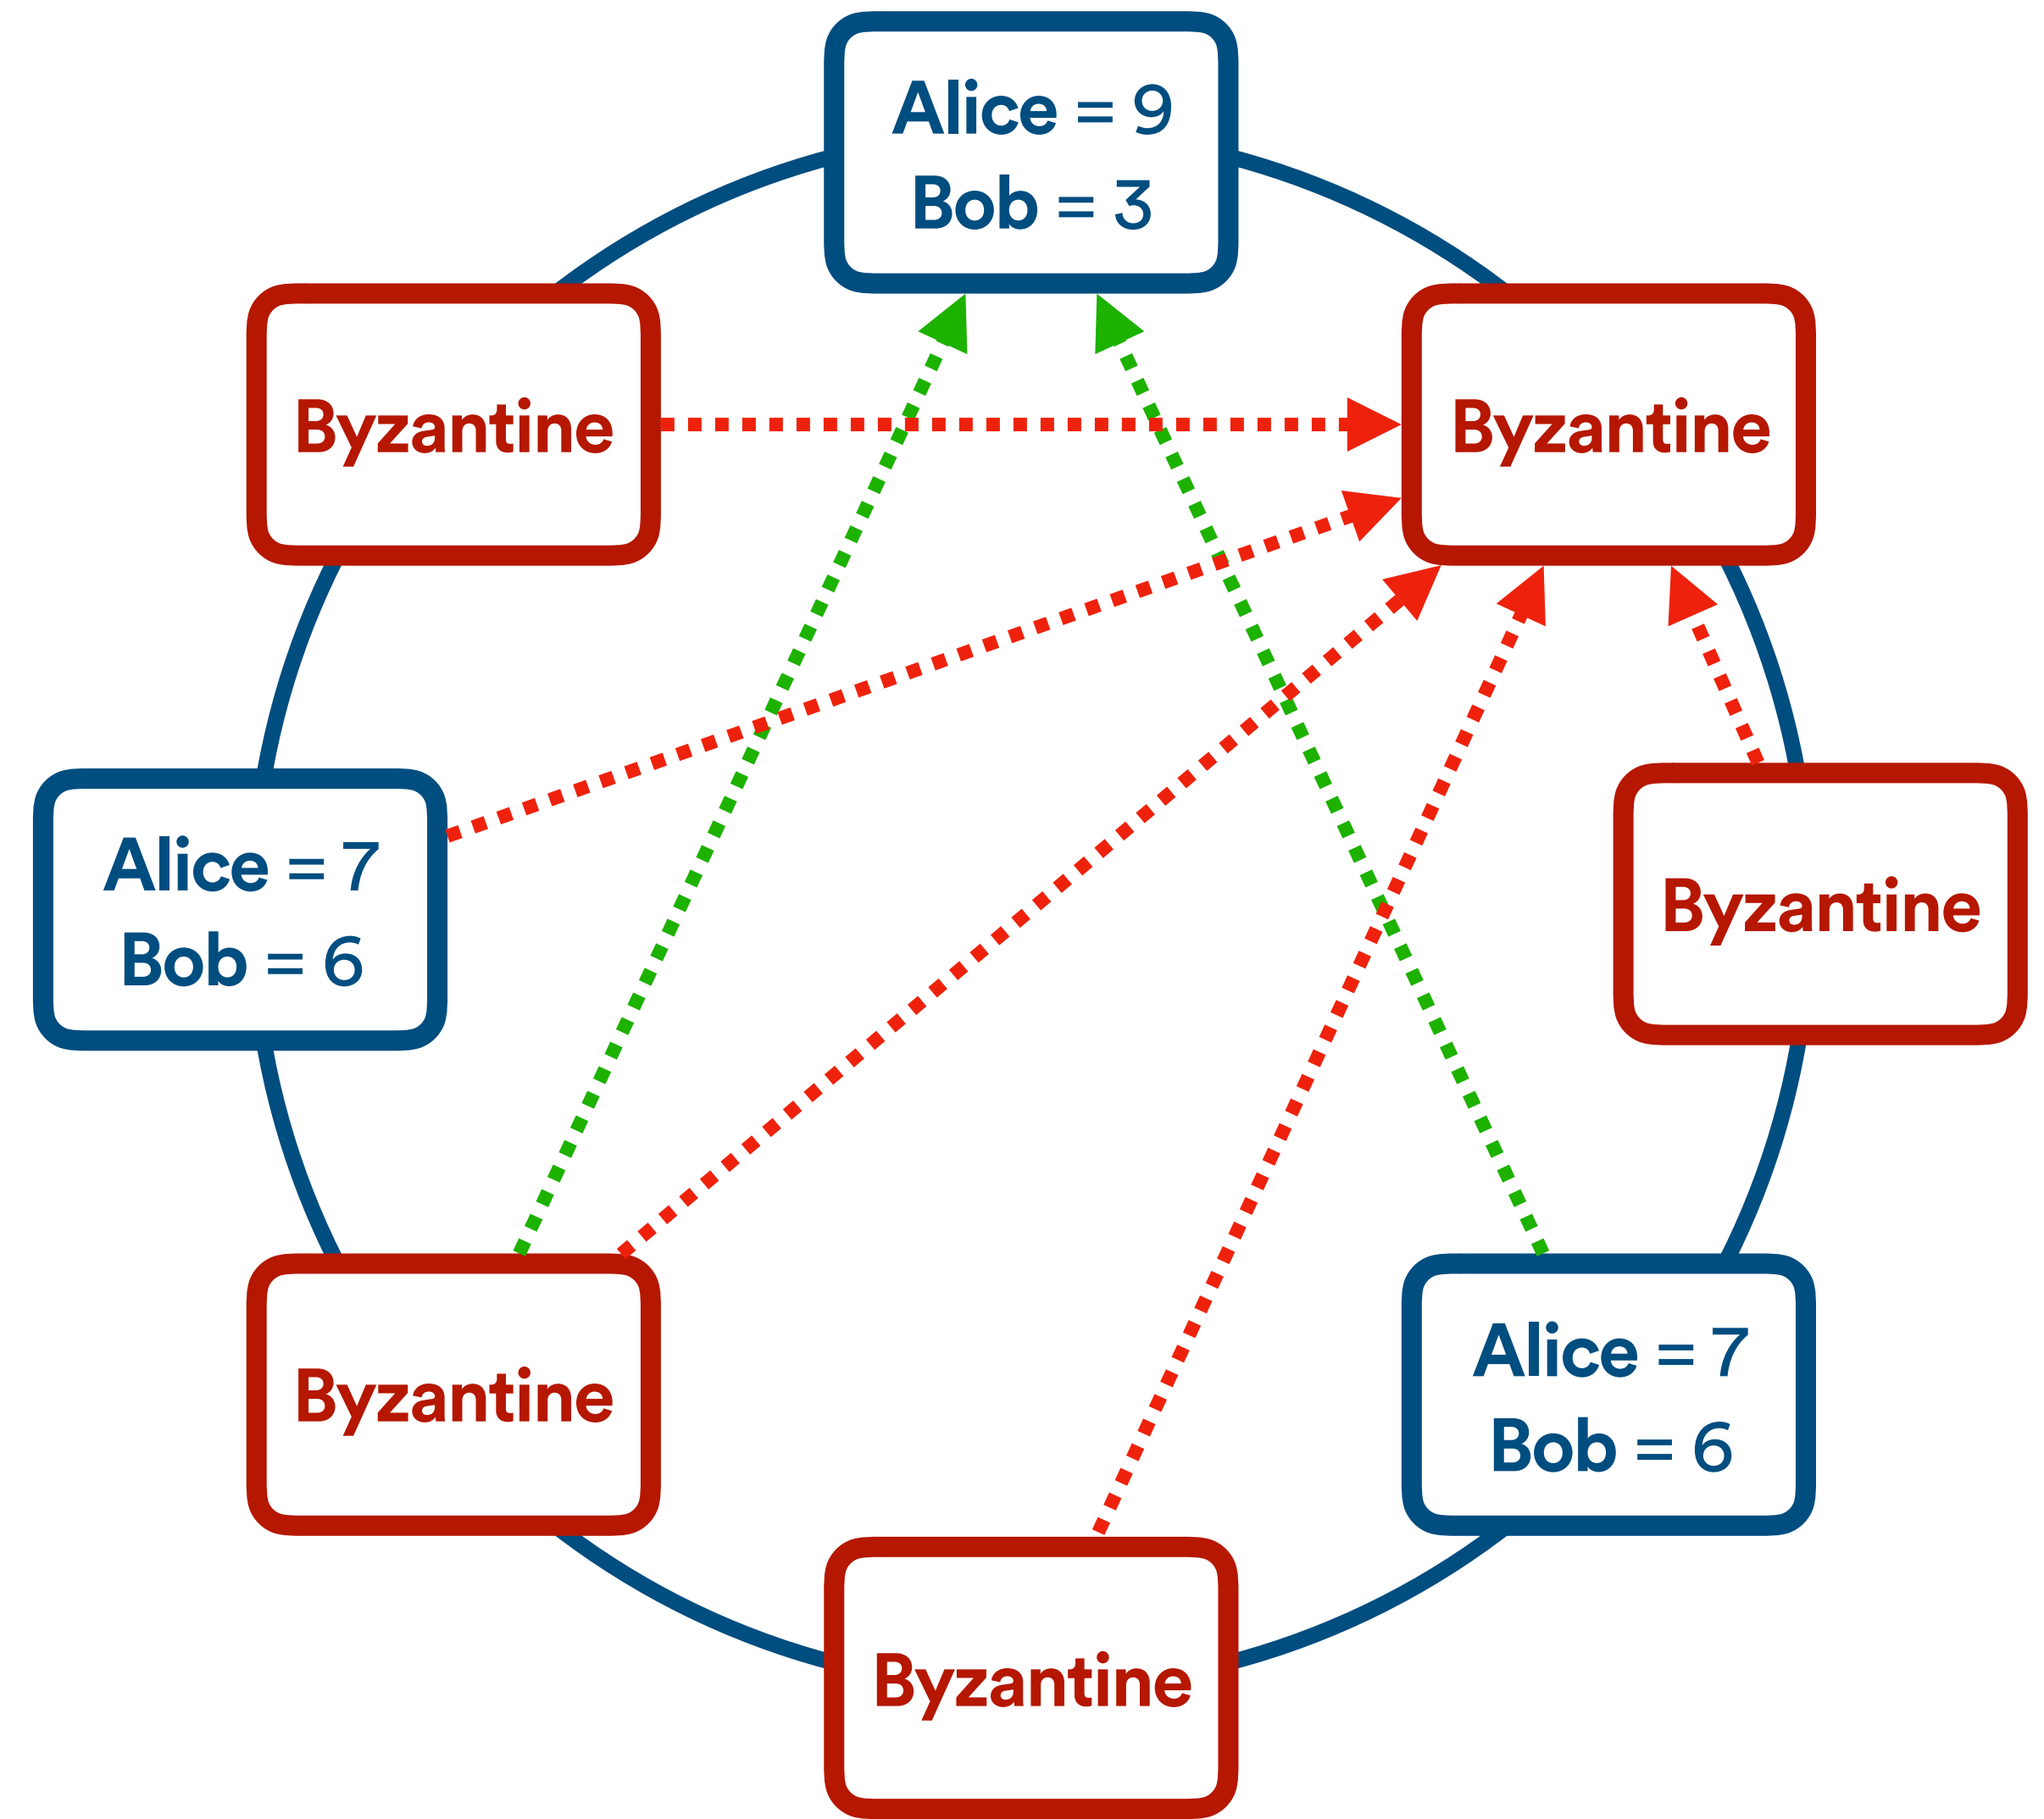 Alice = 9
Bob = 3
Byzantine
Byzantine
Alice = 7
Bob = 6
Byzantine
Byzantine
Alice = 7
Bob = 6
Byzantine